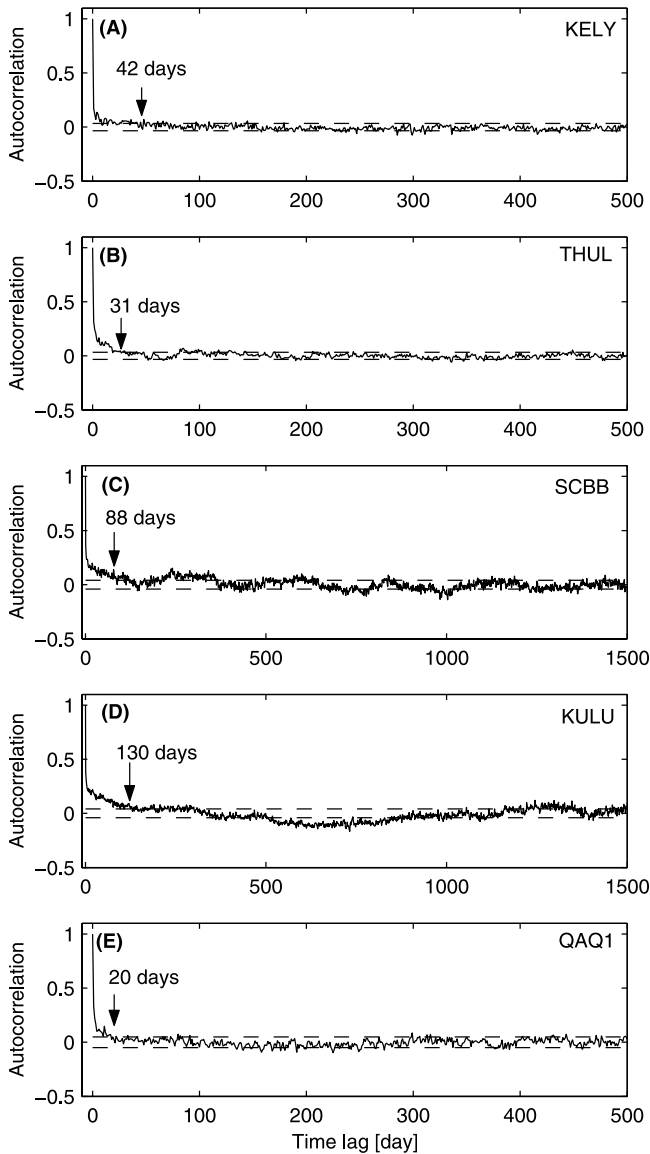 (A)
KELY
42 days
Autocorrelation
1
0.5
0
−0.5
0 100 200 300 400 500
(B)
THUL
31 days
Autocorrelation
1
0.5
0
−0.5
0 100 200 300 400 500
(C)
SCBB
88 days
Autocorrelation
1
0.5
0
−0.5
0 500 1000 1500
(D)
KULU
130 days
Autocorrelation
1
0.5
0
−0.5
0 500 1000 1500
(E)
QAQ1
20 days
Autocorrelation
1
0.5
0
−0.5
0 100 200 300 400 500
Time lag [day]